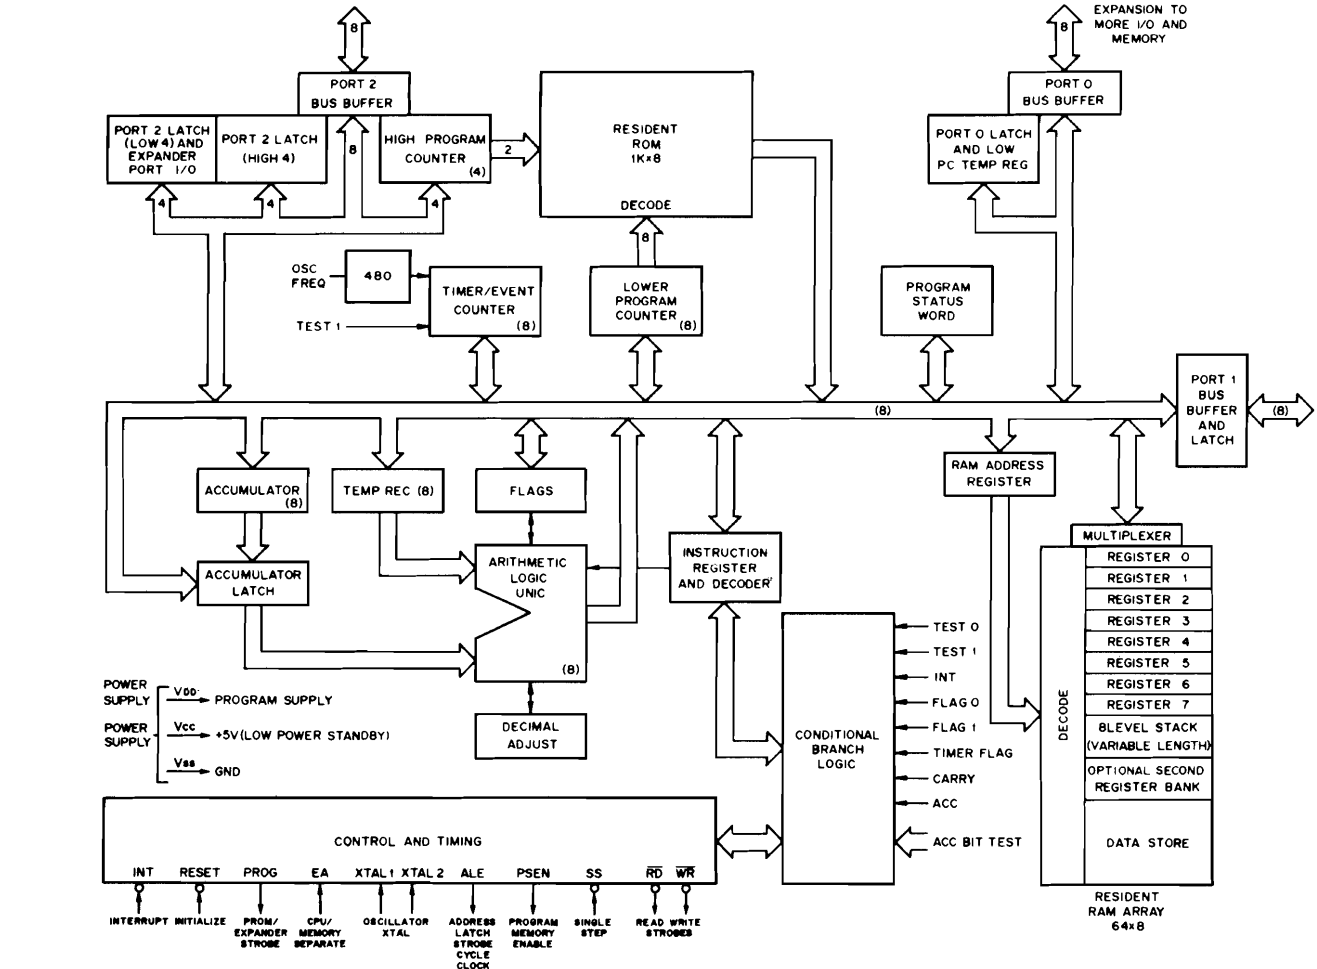 EXPANSION TO
MORE I/O AND
MEMORY
8
8
PORT 2
BUS BUFFER
PORT 0
BUS BUFFER
PORT 2 LATCH
(LOW 4) AND
EXPANDER
PORT I/O
PORT 2 LATCH
(HIGH 4)
8
HIGH PROGRAM
COUNTER
(4)
2
RESIDENT
ROM
1K×8
DECODE
PORT 0 LATCH
AND LOW
PC TEMP REG
4
4
4
8
OSC
FREQ
480
TEST 1
TIMER/EVENT
COUNTER
(8)
LOWER
PROGRAM
COUNTER
(8)
PROGRAM
STATUS
WORD
PORT 1
BUS
BUFFER
AND
LATCH
(8)
(8)
ACCUMULATOR
(8)
TEMP REC (8)
FLAGS
RAM ADDRESS
REGISTER
ACCUMULATOR
LATCH
ARITHMETIC
LOGIC
UNIC
(8)
INSTRUCTION
REGISTER
AND DECODER'
MULTIPLEXER
DECODE
REGISTER 0
REGISTER 1
REGISTER 2
REGISTER 3
REGISTER 4
REGISTER 5
REGISTER 6
REGISTER 7
BLEVEL STACK
(VARIABLE LENGTH)
OPTIONAL SECOND
REGISTER BANK
DATA STORE
RESIDENT
RAM ARRAY
64×8
DECIMAL
ADJUST
CONDITIONAL
BRANCH
LOGIC
TEST 0
TEST 1
INT
FLAG 0
FLAG 1
TIMER FLAG
CARRY
ACC
ACC BIT TEST
POWER
SUPPLY
VDD.
PROGRAM SUPPLY
POWER
SUPPLY
Vcc
+5V(LOW POWER STANDBY)
Vss
GND
CONTROL AND TIMING
INT RESET PROG EA XTAL 1 XTAL 2 ALE PSEN SS RD WR
INTERRUPT
INITIALIZE
PROM/
EXPANDER
STROBE
CPU/
MEMORY
SEPARATE
OSCILLATOR
XTAL
ADDRESS
LATCH
STROBE
CYCLE
CLOCK
PROGRAM
MEMORY
ENABLE
SINGLE
STEP
READ WRITE
STROBES